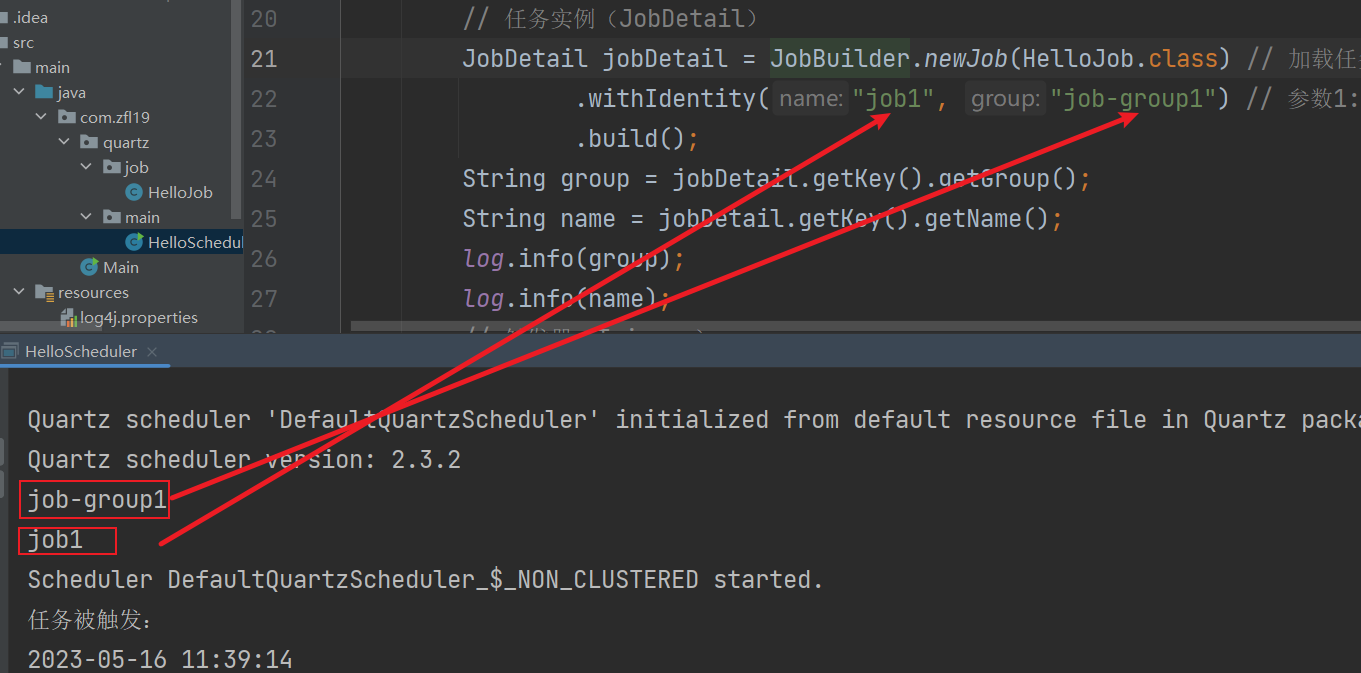 .idea
src
main
java
com.zfl19
quartz
job
HelloJob
main
HelloSchedul
Main
resources
log4j.properties
20 // 任务实例（JobDetail）
21 JobDetail jobDetail = JobBuilder.newJob(HelloJob.class) // 加载任
22 .withIdentity( name: "job1", group: "job-group1") // 参数1:
23 .build();
24 String group = jobDetail.getKey().getGroup();
25 String name = jobDetail.getKey().getName();
26 log.info(group);
27 log.info(name);
HelloScheduler
Quartz scheduler 'DefaultQuartzScheduler' initialized from default resource file in Quartz packa
Quartz scheduler version: 2.3.2
job-group1
job1
Scheduler DefaultQuartzScheduler_$_NON_CLUSTERED started.
任务被触发：
2023-05-16 11:39:14